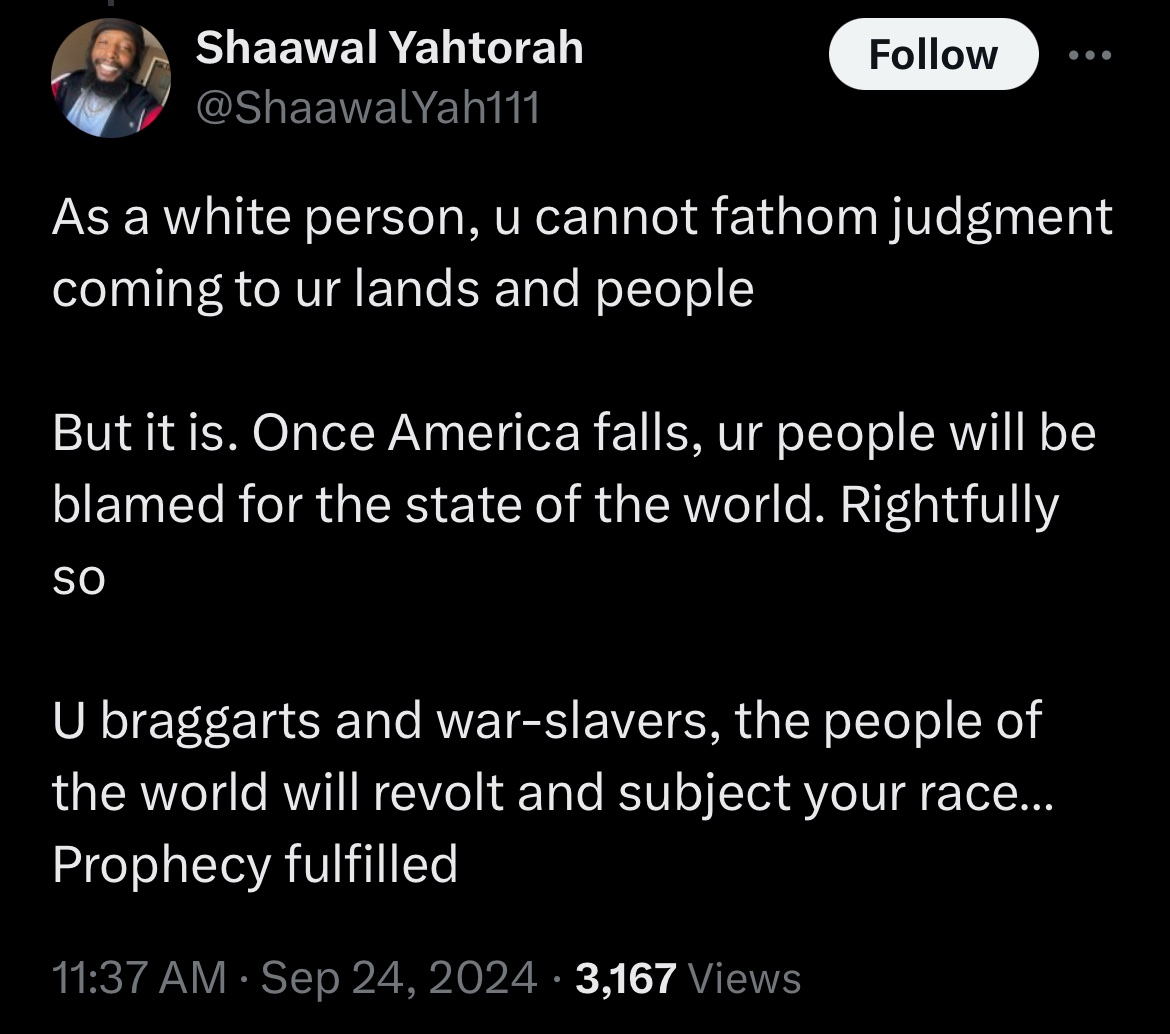 Shaawal Yahtorah
Follow
@ShaawalYah111
As a white person, u cannot fathom judgment
coming to ur lands and people
But it is. Once America falls, ur people will be
blamed for the state of the world. Rightfully
so
U braggarts and war-slavers, the people of
the world will revolt and subject your race...
Prophecy fulfilled
11:37 AM · Sep 24, 2024 · 3,167 Views